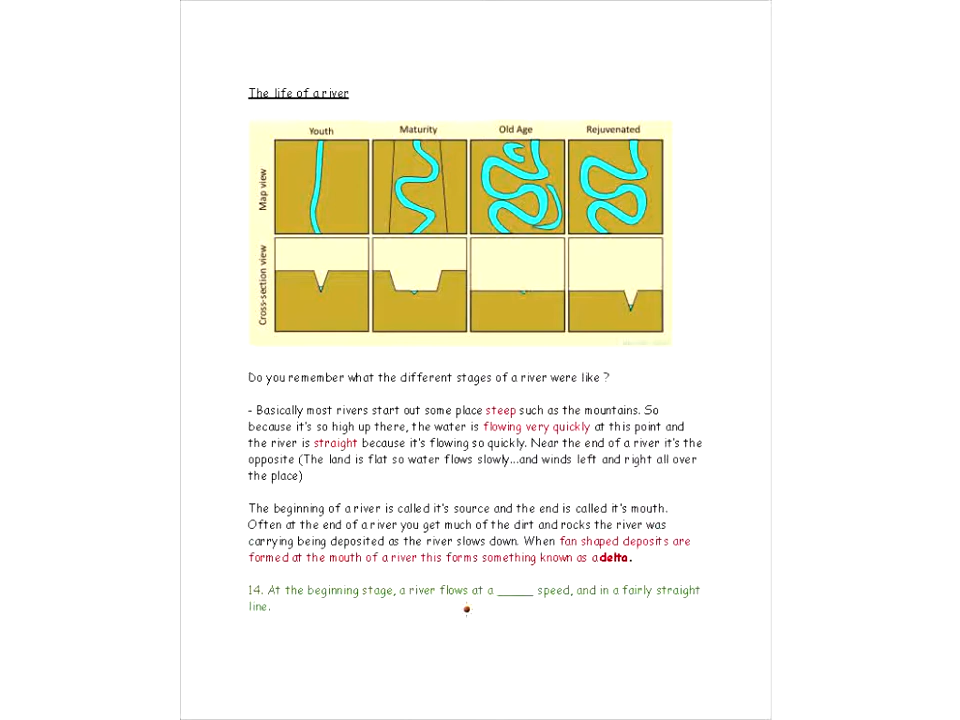 The life of a river
Youth Maturity Old Age Rejuvenated
Map view
Cross-section view
Do you remember what the different stages of a river were like ?
- Basically most rivers start out some place steep such as the mountains. So
because it's so high up there, the water is flowing very quickly at this point and
the river is straight because it's flowing so quickly. Near the end of a river it's the
opposite (The land is flat so water flows slowly...and winds left and right all over
the place)
The beginning of a river is called it's source and the end is called it's mouth.
Often at the end of a river you get much of the dirt and rocks the river was
carrying being deposited as the river slows down. When fan shaped deposits are
formed at the mouth of a river this forms something known as a delta.
14. At the beginning stage, a river flows at a _____ speed, and in a fairly straight
line.